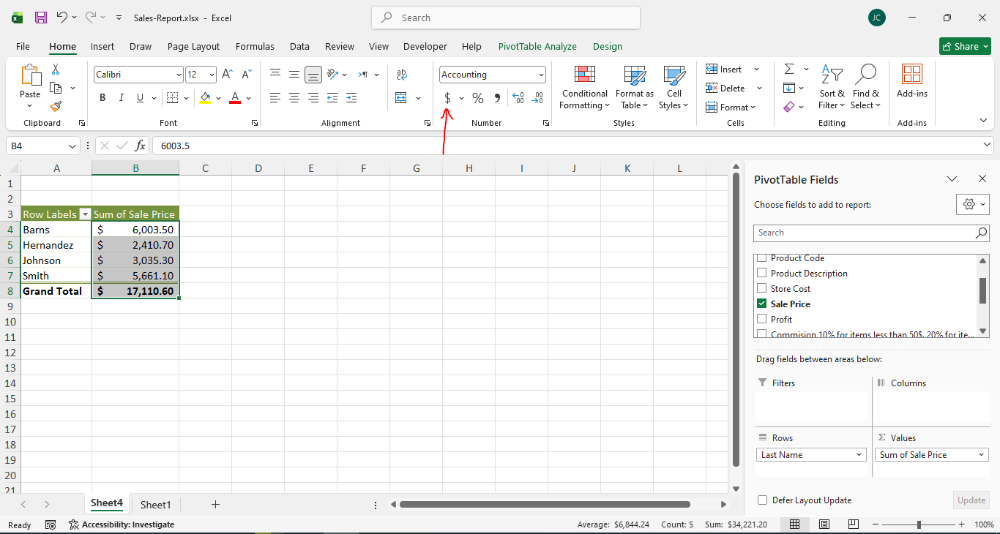 Sales-Report.xlsx - Excel
Search
JC
File Home Insert Draw Page Layout Formulas Data Review View Developer Help PivotTable Analyze Design Share
Paste
Clipboard
Calibri 12 A A
B I U A
Font
ab
Alignment
Accounting
$ % .00 .00
Number
Conditional Formatting
Format as Table
Cell Styles
Styles
Insert
Delete
Format
Cells
Sort & Filter
Find & Select
Editing
Add-ins
Add-ins
B4 fx 6003.5
A B C D E F G H I J K L
1
2
3 Row Labels Sum of Sale Price
4 Barns $ 6,003.50
5 Hernandez $ 2,410.70
6 Johnson $ 3,035.30
7 Smith $ 5,661.10
8 Grand Total $ 17,110.60
9
10
11
12
13
14
15
16
17
18
19
20
21
PivotTable Fields
Choose fields to add to report:
Search
Product Code
Product Description
Store Cost
Sale Price
Profit
Commision 10% for items less than 50$, 20% for ite...
Drag fields between areas below:
Filters
Columns
Rows
Values
Last Name
Sum of Sale Price
Defer Layout Update
Update
Sheet4 Sheet1
Ready Accessibility: Investigate Average: $6,844.24 Count: 5 Sum: $34,221.20 100%